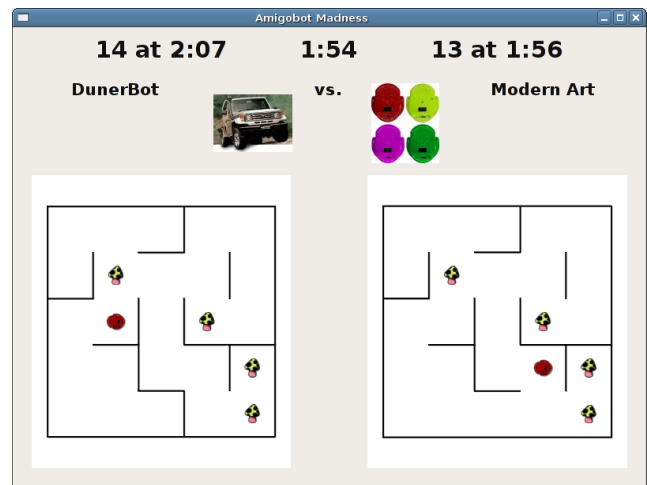 Amigobot Madness
14 at 2:07 1:54 13 at 1:56
DunerBot vs. Modern Art